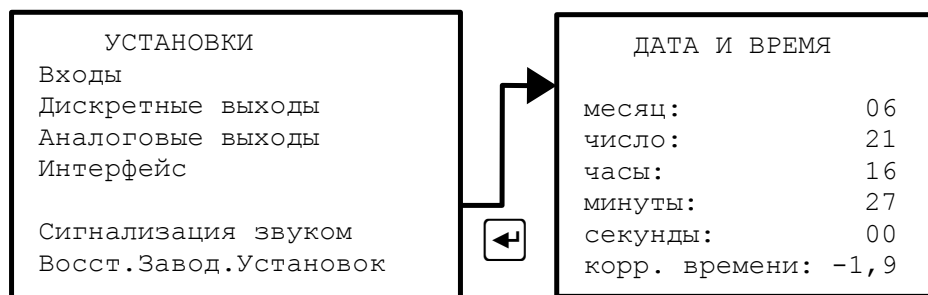 УСТАНОВКИ
Входы
Дискретные выходы
Аналоговые выходы
Интерфейс
Сигнализация звуком
Восст.Завод.Установок
ДАТА И ВРЕМЯ
месяц: 06
число: 21
часы: 16
минуты: 27
секунды: 00
корр. времени: -1,9